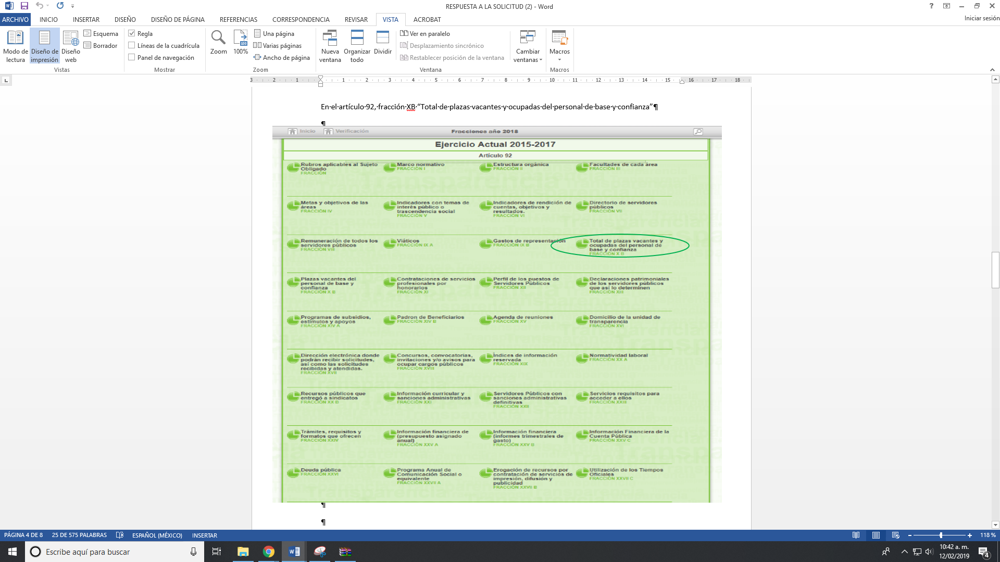 RESPUESTA A LA SOLICITUD (2) - Word
ARCHIVO INICIO INSERTAR DISEÑO DISEÑO DE PÁGINA REFERENCIAS CORRESPONDENCIA REVISAR VISTA ACROBAT Iniciar sesión
Modo de lectura
Diseño de impresión
Diseño web
Esquema
Borrador
Vistas
Regla
Líneas de la cuadrícula
Panel de navegación
Mostrar
Zoom
100%
Una página
Varias páginas
Ancho de página
Zoom
Nueva ventana
Organizar todo
Dividir
Ver en paralelo
Desplazamiento sincrónico
Restablecer posición de la ventana
Ventana
Cambiar ventanas
Macros
Macros
3 2 1 1 2 3 4 5 6 7 8 9 10 11 12 13 14 15 16 17 18
En·el·artículo·92,·fracción·XB·“Total·de·plazas·vacantes·y·ocupadas·del·personal·de·base·y·confianza”¶
¶
Inicio Verificación Fracciones año 2018
Ejercicio Actual 2015-2017
Artículo 92
Rubros aplicables al Sujeto
Obligado
FRACCIÓN
Marco normativo
FRACCIÓN I
Estructura orgánica
FRACCIÓN II
Facultades de cada área
FRACCIÓN III
Metas y objetivos de las
áreas
FRACCIÓN IV
Indicadores con temas de
interés público o
trascendencia social
FRACCIÓN V
Indicadores de rendición de
cuentas, objetivos y
resultados.
FRACCIÓN VI
Directorio de servidores
públicos
FRACCIÓN VII
Remuneración de todos los
servidores públicos
FRACCIÓN VIII
Viáticos
FRACCIÓN IX A
Gastos de representación
FRACCIÓN IX B
Total de plazas vacantes y
ocupadas del personal de
base y confianza
FRACCIÓN X B
Plazas vacantes del
personal de base y
confianza
FRACCIÓN X B
Contrataciones de servicios
profesionales por
honorarios
FRACCIÓN XI
Perfil de los puestos de
Servidores Públicos
FRACCIÓN XII
Declaraciones patrimoniales
de los servidores públicos
que así lo determinen
FRACCIÓN XIII
Programas de subsidios,
estímulos y apoyos
FRACCIÓN XIV A
Padron de Beneficiarios
FRACCIÓN XIV B
Agenda de reuniones
FRACCIÓN XV
Domicilio de la unidad de
transparencia
FRACCIÓN XVI
Dirección electrónica donde
podrán recibir solicitudes,
así como las solicitudes
recibidas y atendidas.
FRACCIÓN XVII
Concursos, convocatorias,
invitaciones y/o avisos para
ocupar cargos públicos
FRACCIÓN XVIII
Índices de información
reservada
FRACCIÓN XIX
Normatividad laboral
FRACCIÓN XX A
Recursos públicos que
entregó a sindicatos
FRACCIÓN XX B
Información curricular y
sanciones administrativas
FRACCIÓN XXI
Servidores Públicos con
sanciones administrativas
definitivas
FRACCIÓN XXII
Servicios requisitos para
acceder a ellos
FRACCIÓN XXIII
Trámites, requisitos y
formatos que ofrecen
FRACCIÓN XXIV
Información financiera de
(presupuesto asignado
anual)
FRACCIÓN XXV A
Información financiera
(informes trimestrales de
gasto)
FRACCIÓN XXV B
Información Financiera de la
Cuenta Pública
FRACCIÓN XXV C
Deuda pública
FRACCIÓN XXVI
Programa Anual de
Comunicación Social o
equivalente
FRACCIÓN XXVII A
Erogación de recursos por
contratación de servicios de
impresión, difusión y
publicidad
FRACCIÓN XXVII B
Utilización de los Tiempos
Oficiales
FRACCIÓN XXVII C
¶
¶
PÁGINA 4 DE 8 25 DE 575 PALABRAS ESPAÑOL (MÉXICO) INSERTAR 118 %
Escribe aquí para buscar
10:42 a. m.
12/02/2019
4